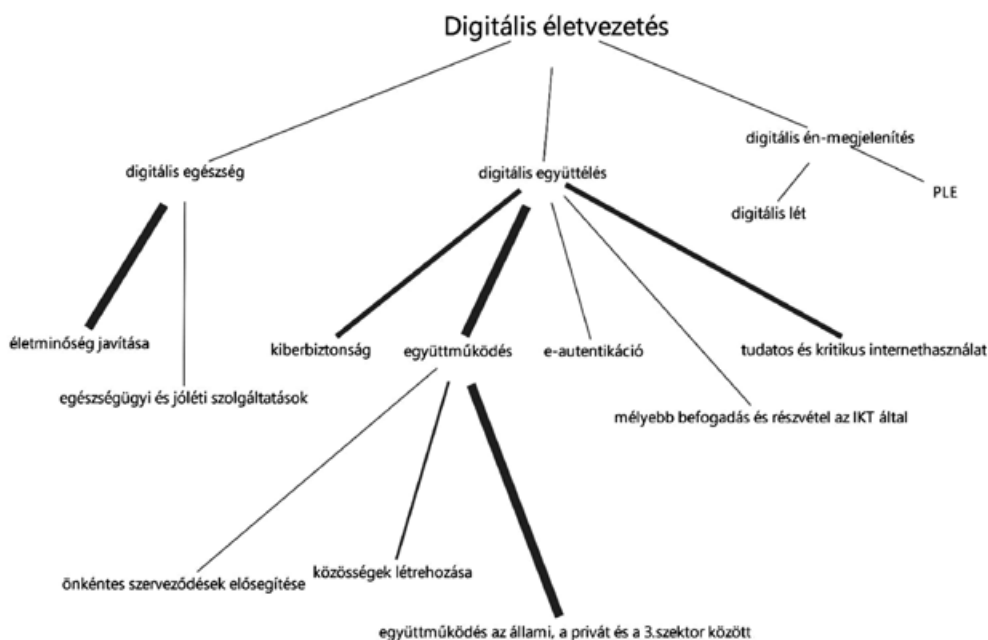 Digitális életvezetés
digitális én-megjelenítés
digitális egészség
digitális együttélés
PLE
digitális lét
életminőség javítása
kiberbiztonság
együttműködés
e-autentikáció
tudatos és kritikus internethasználat
egészségügyi és jóléti szolgáltatások
mélyebb befogadás és részvétel az IKT által
közösségek létrehozása
önkéntes szerveződések elősegítése
együttműködés az állami, a privát és a 3.szektor között